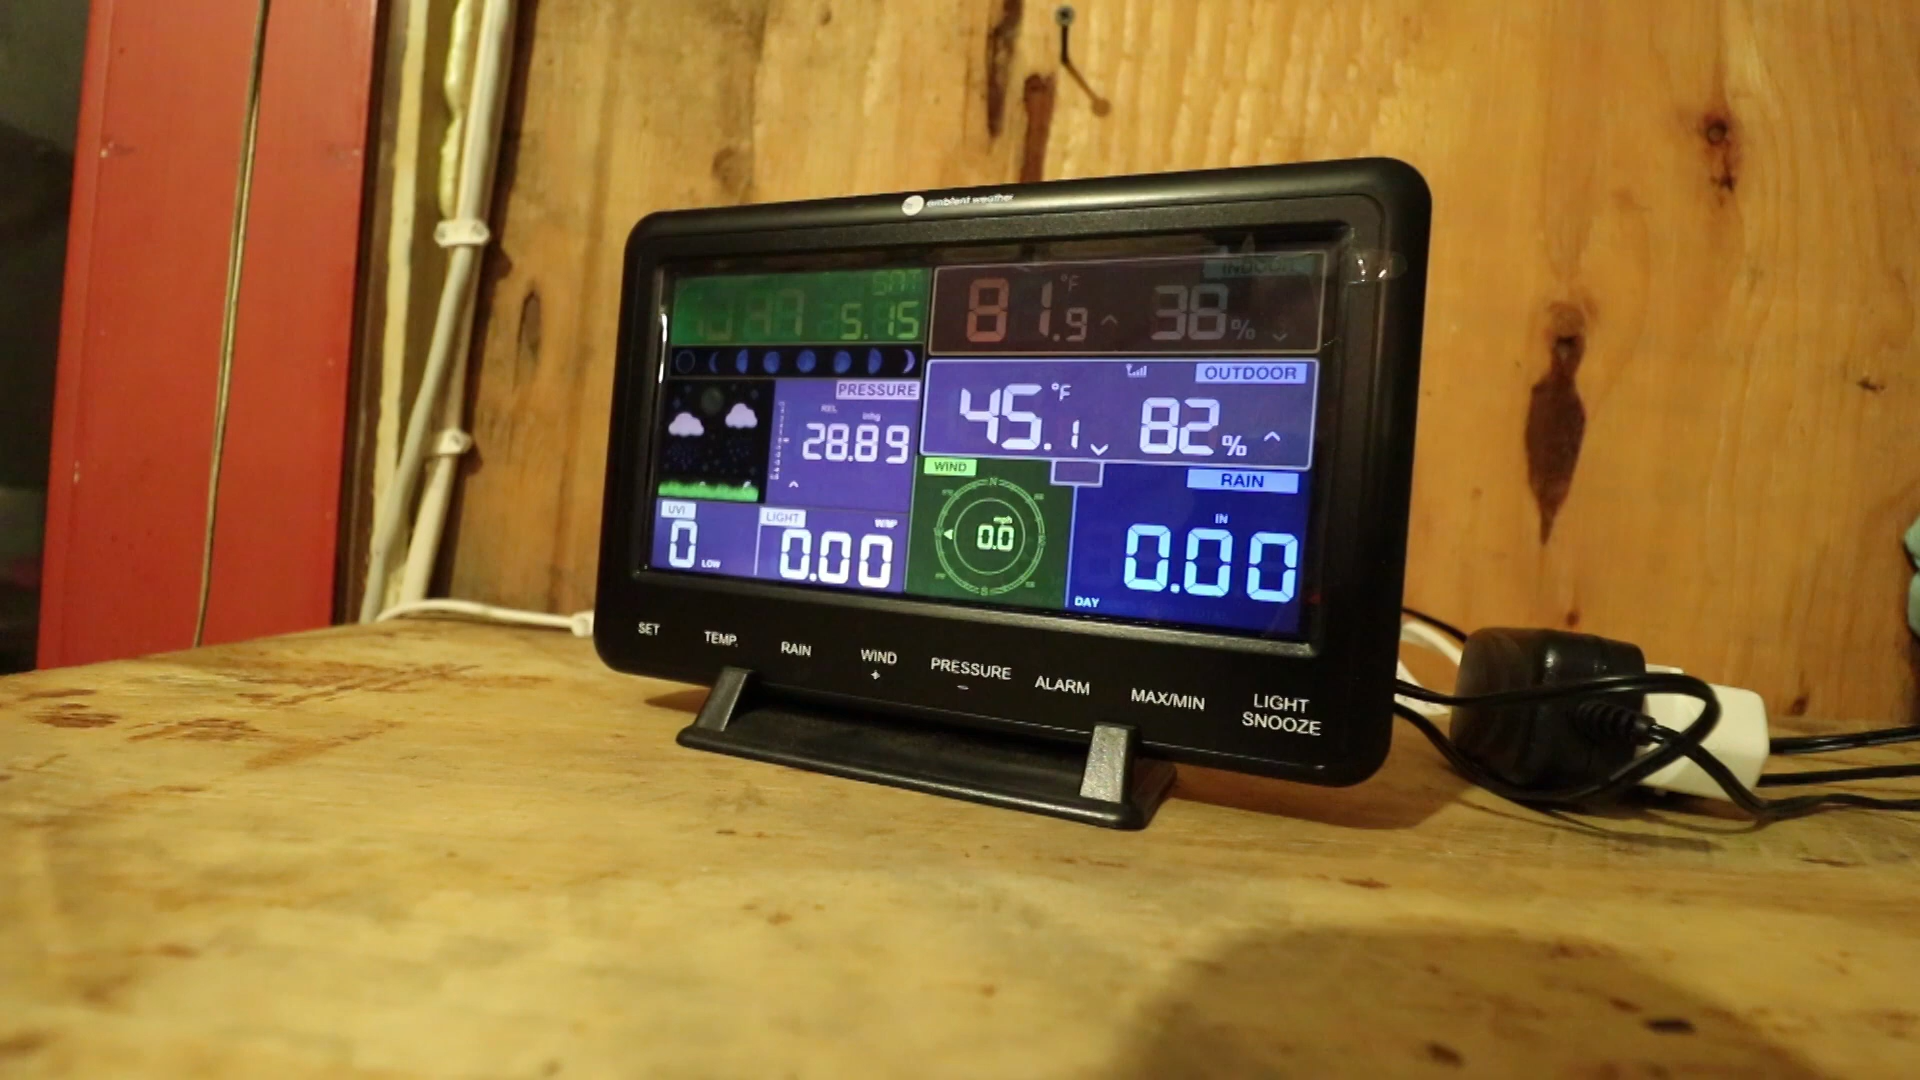 ambient weather
SAT
5.15
INDOOR
81.9 °F 38%
OUTDOOR
45.1 °F 82%
PRESSURE
REL inhg
28.89
UVI
0 LOW
LIGHT
0.00
WIND
N
mph
0.0
S
RAIN
IN
0.00
DAY
SET TEMP. RAIN WIND + PRESSURE − ALARM MAX/MIN LIGHT
SNOOZE